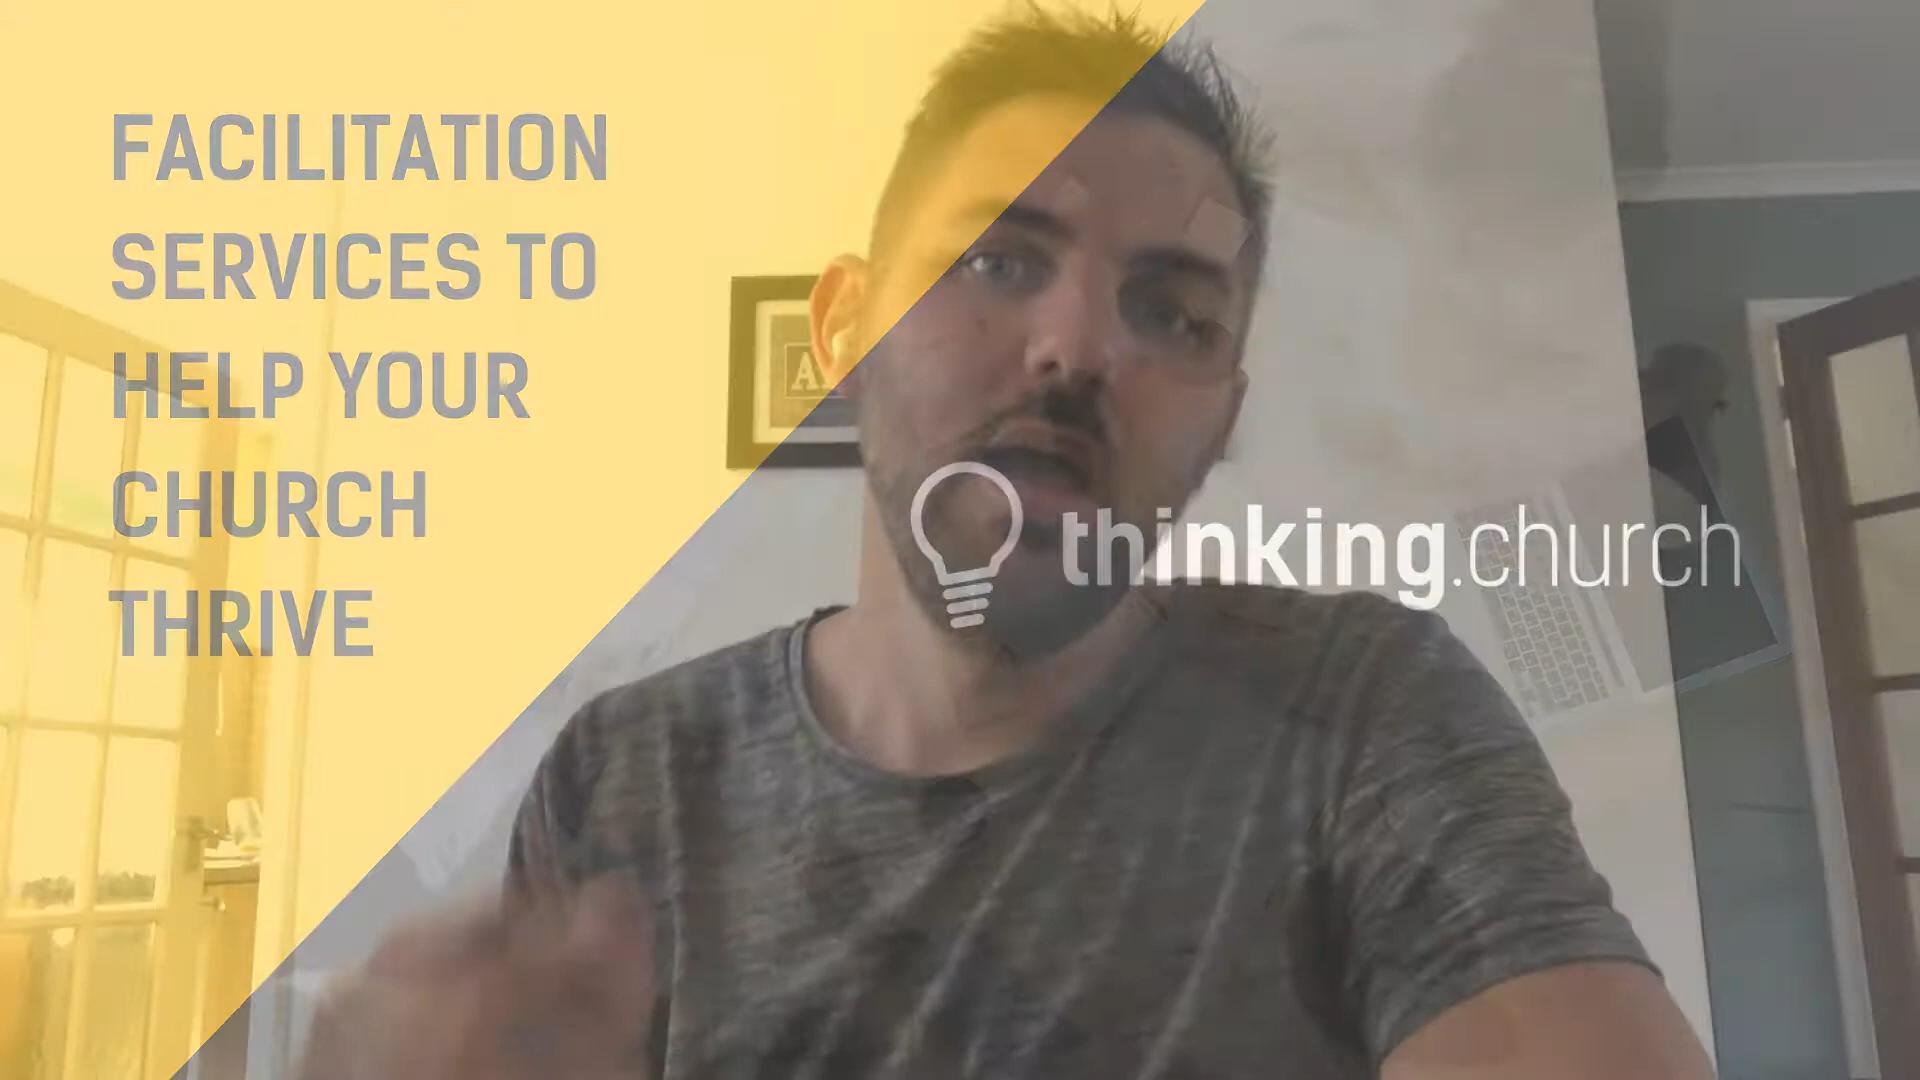 FACILITATION
SERVICES TO
HELP YOUR
CHURCH
THRIVE
thinking.church